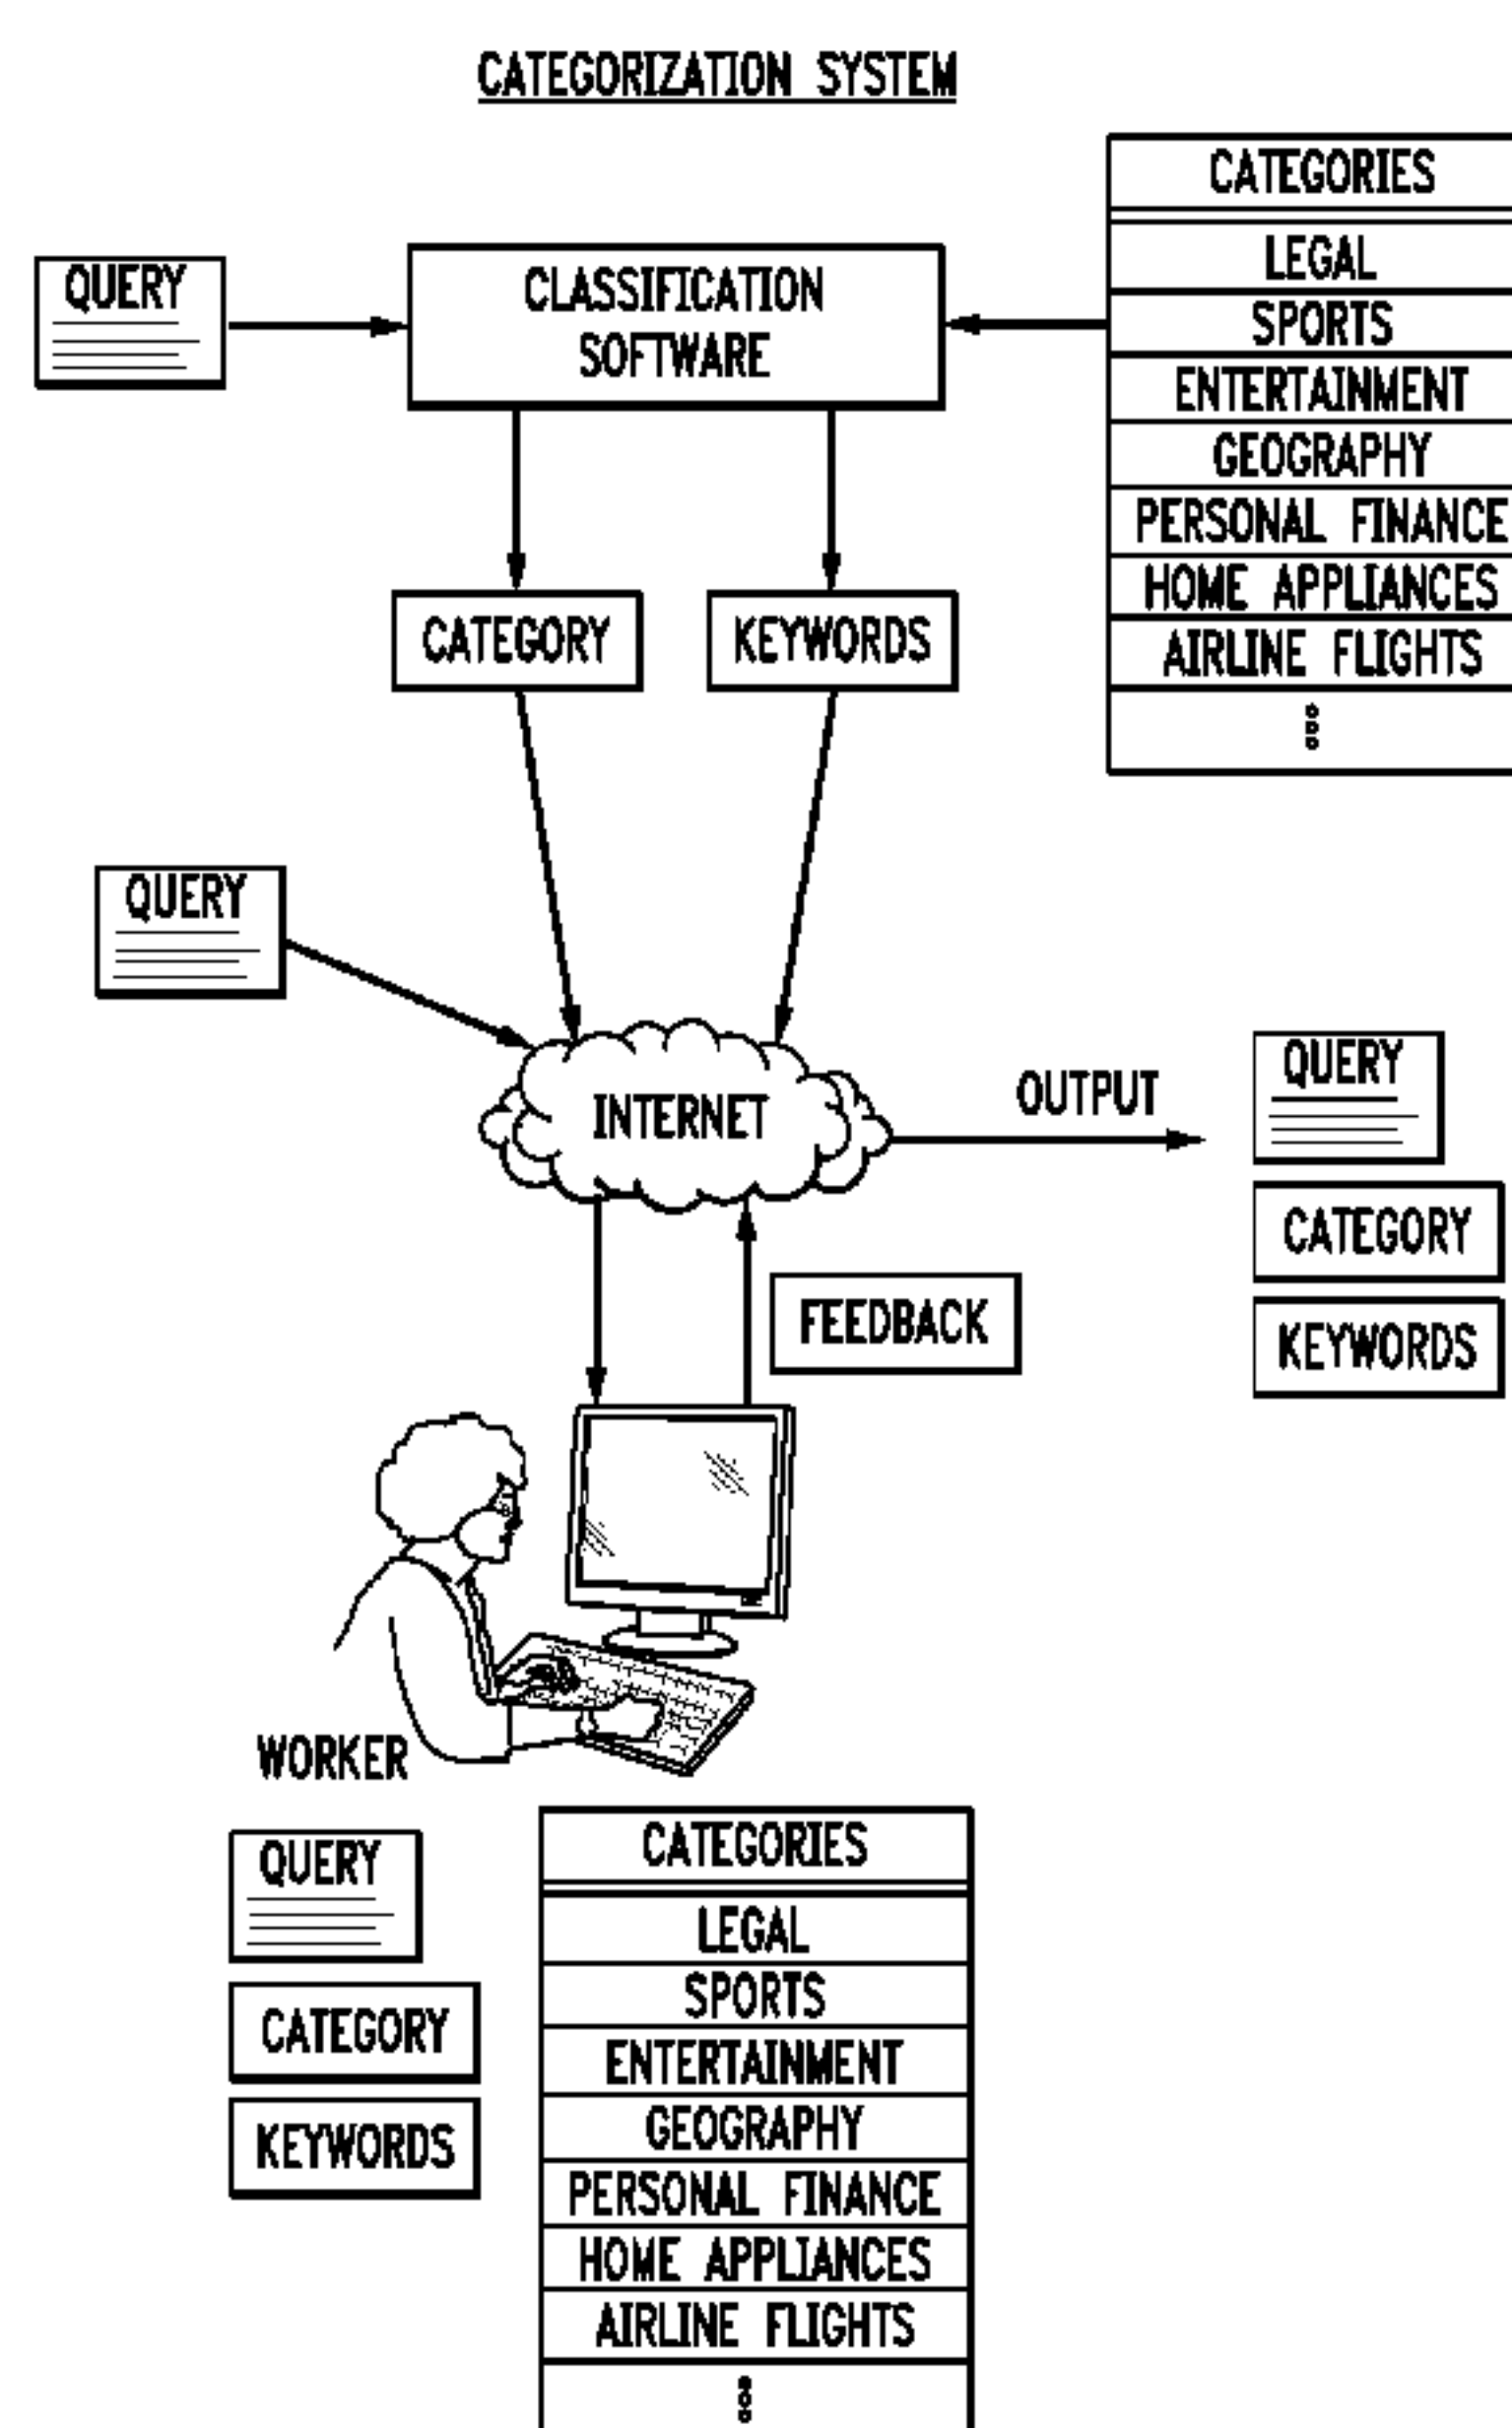 CATEGORIZATION SYSTEM
CATEGORIES
LEGAL
SPORTS
ENTERTAINMENT
GEOGRAPHY
PERSONAL FINANCE
HOME APPLIANCES
AIRLINE FLIGHTS
QUERY
CLASSIFICATION
SOFTWARE
CATEGORY
KEYWORDS
QUERY
INTERNET
OUTPUT
QUERY
CATEGORY
KEYWORDS
FEEDBACK
WORKER
QUERY
CATEGORY
KEYWORDS
CATEGORIES
LEGAL
SPORTS
ENTERTAINMENT
GEOGRAPHY
PERSONAL FINANCE
HOME APPLIANCES
AIRLINE FLIGHTS